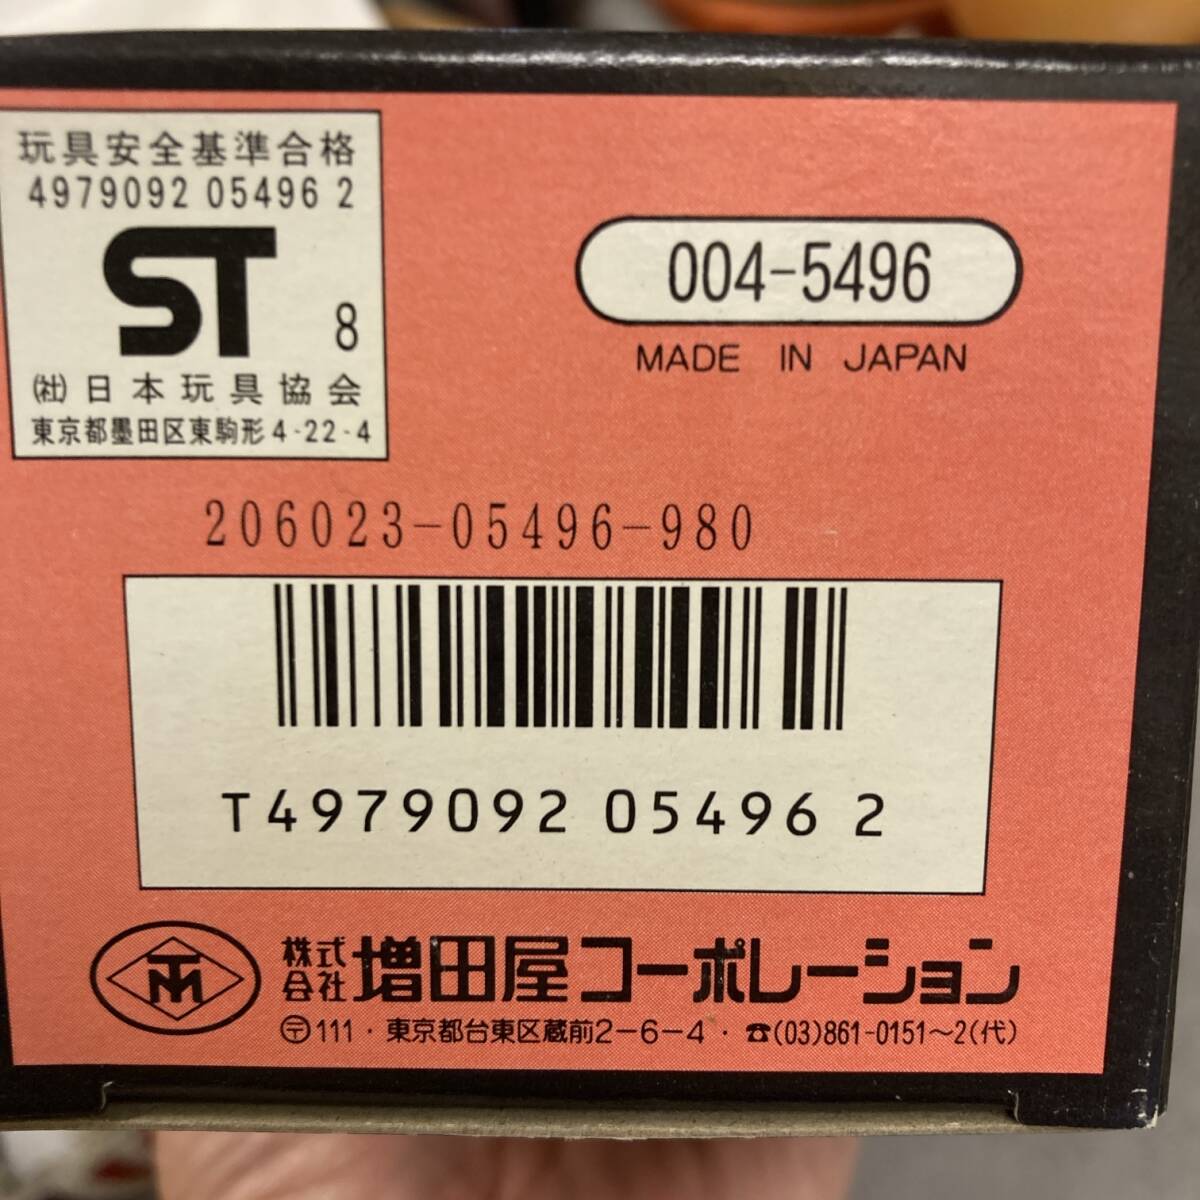 玩具安全基準合格
4979092 05496 2
ST 8
(社)日本玩具協会
東京都墨田区東駒形4-22-4
004-5496
MADE IN JAPAN
206023-05496-980
T4979092 05496 2
TM
株式会社 増田屋コーポレーション
〒111・東京都台東区蔵前2-6-4・☎(03)861-0151〜2(代)